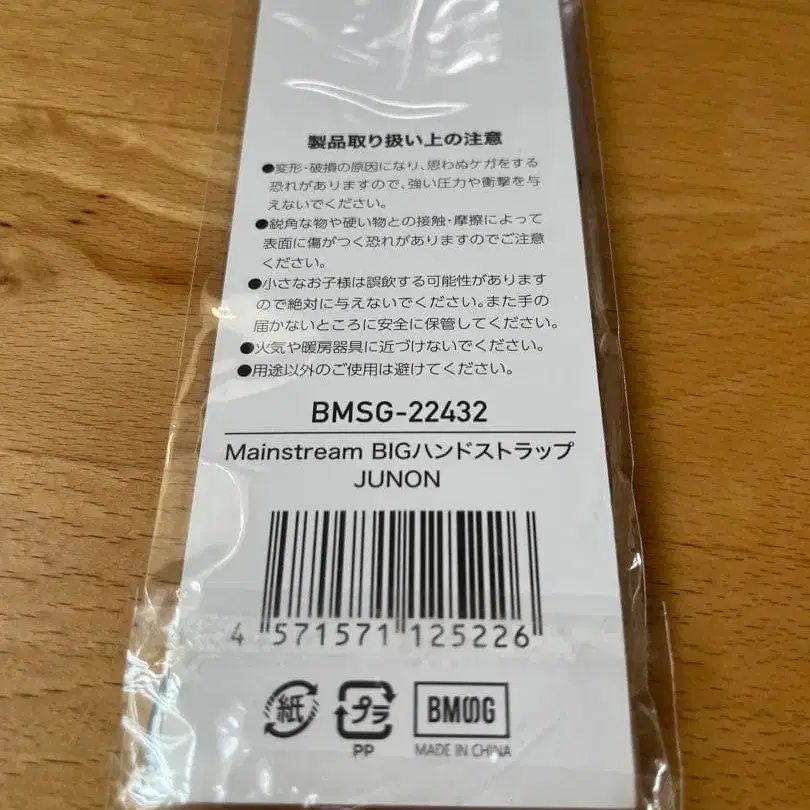 製品取り扱い上の注意
●変形・破損の原因になり、思わぬケガをする
恐れがありますので、強い圧力や衝撃を与
えないでください。
●鋭角な物や硬い物との接触・摩擦によって
表面に傷がつく恐れがありますのでご注意
ください。
●小さなお子様は誤飲する可能性があります
ので絶対に与えないでください。また手の
届かないところに安全に保管してください。
●火気や暖房器具に近づけないでください。
●用途以外のご使用は避けてください。
BMSG-22432
Mainstream BIGハンドストラップ
JUNON
4 571571 125226
紙 プラ BMSG
PP MADE IN CHINA